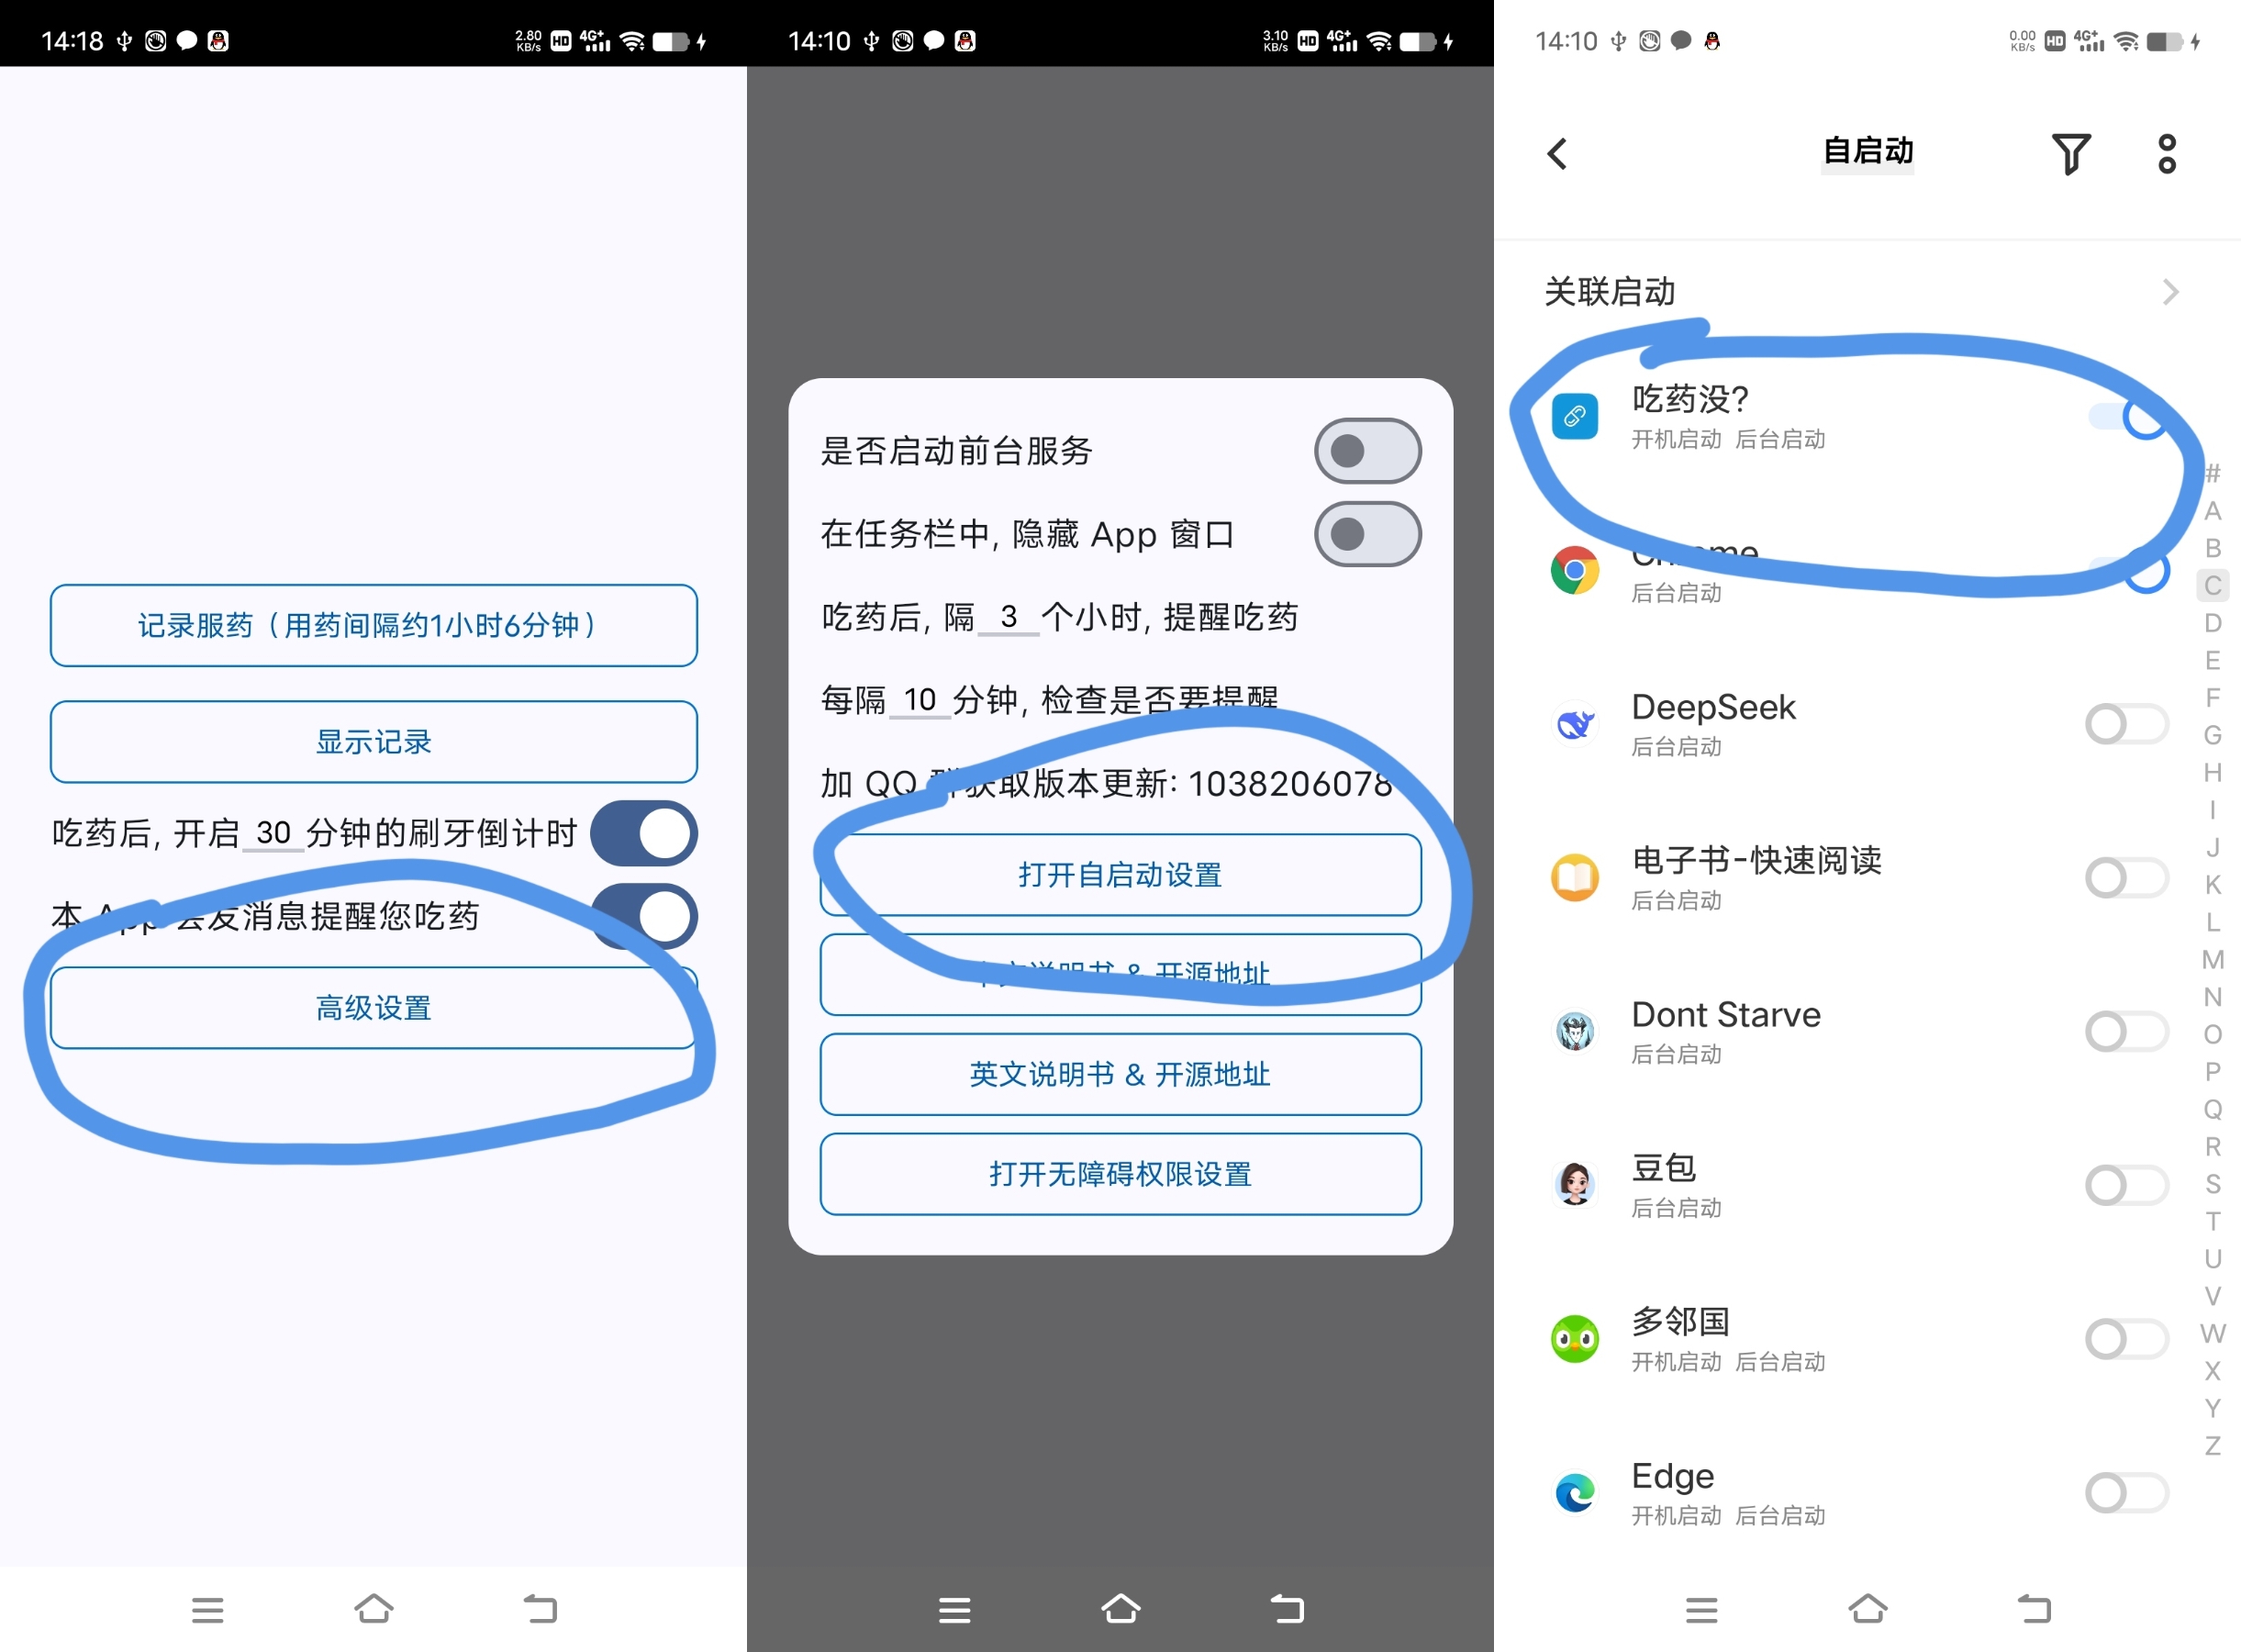 14:18
2.80 KB/s HD 4G+
记录服药（用药间隔约1小时6分钟）
显示记录
吃药后, 开启 30 分钟的刷牙倒计时
本 App 会发消息提醒您吃药
高级设置
14:10
3.10 KB/s HD 4G+
是否启动前台服务
在任务栏中, 隐藏 App 窗口
吃药后, 隔 3 个小时, 提醒吃药
每隔 10 分钟, 检查是否要提醒
加 QQ 群获取版本更新: 1038206078
打开自启动设置
中文说明书 & 开源地址
英文说明书 & 开源地址
打开无障碍权限设置
14:10
0.00 KB/s HD 4G+
自启动
关联启动
吃药没?
开机启动 后台启动
Chrome
后台启动
DeepSeek
后台启动
电子书-快速阅读
后台启动
Dont Starve
后台启动
豆包
后台启动
多邻国
开机启动 后台启动
Edge
开机启动 后台启动
#
A
B
C
D
E
F
G
H
I
J
K
L
M
N
O
P
Q
R
S
T
U
V
W
X
Y
Z